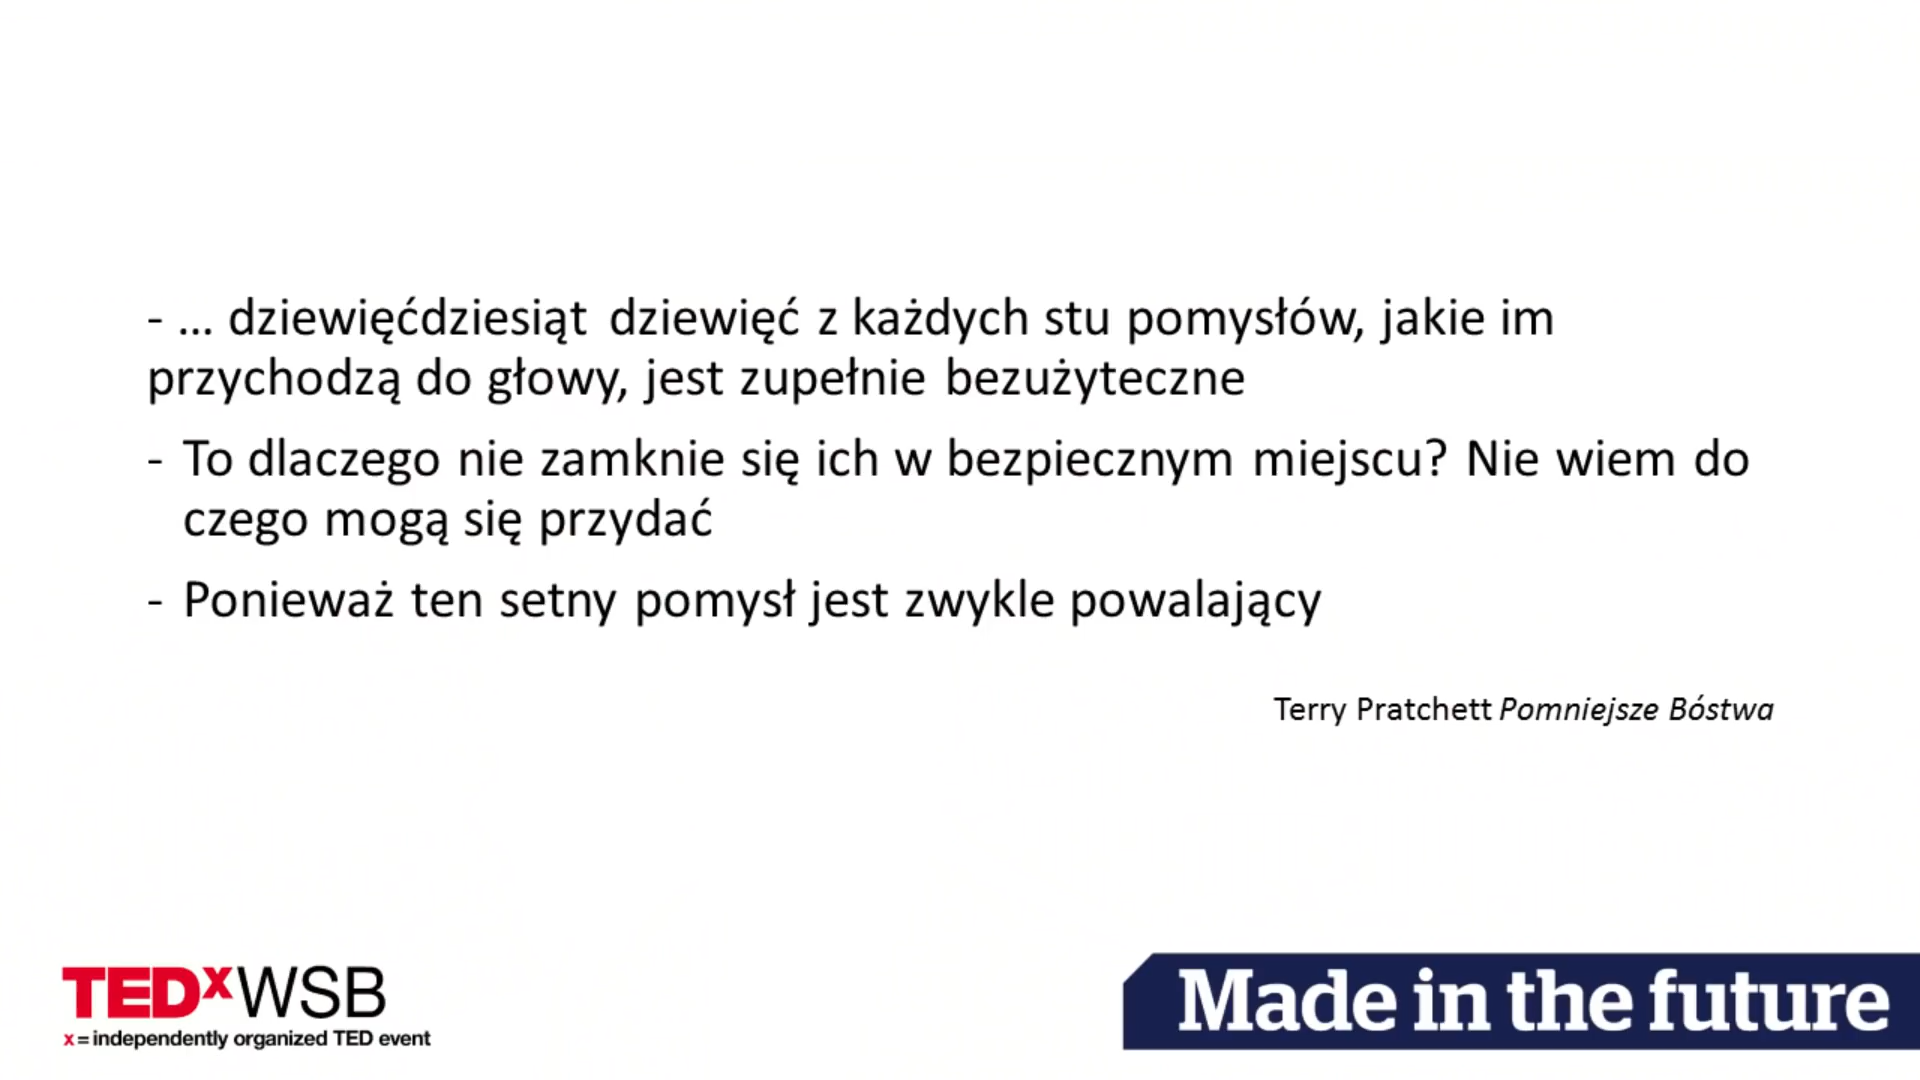 - ... dziewięćdziesiąt dziewięć z każdych stu pomysłów, jakie im
przychodzą do głowy, jest zupełnie bezużyteczne
- To dlaczego nie zamknie się ich w bezpiecznym miejscu? Nie wiem do
czego mogą się przydać
- Ponieważ ten setny pomysł jest zwykle powalający
Terry Pratchett Pomniejsze Bóstwa
TEDxWSB
x = independently organized TED event
Made in the future